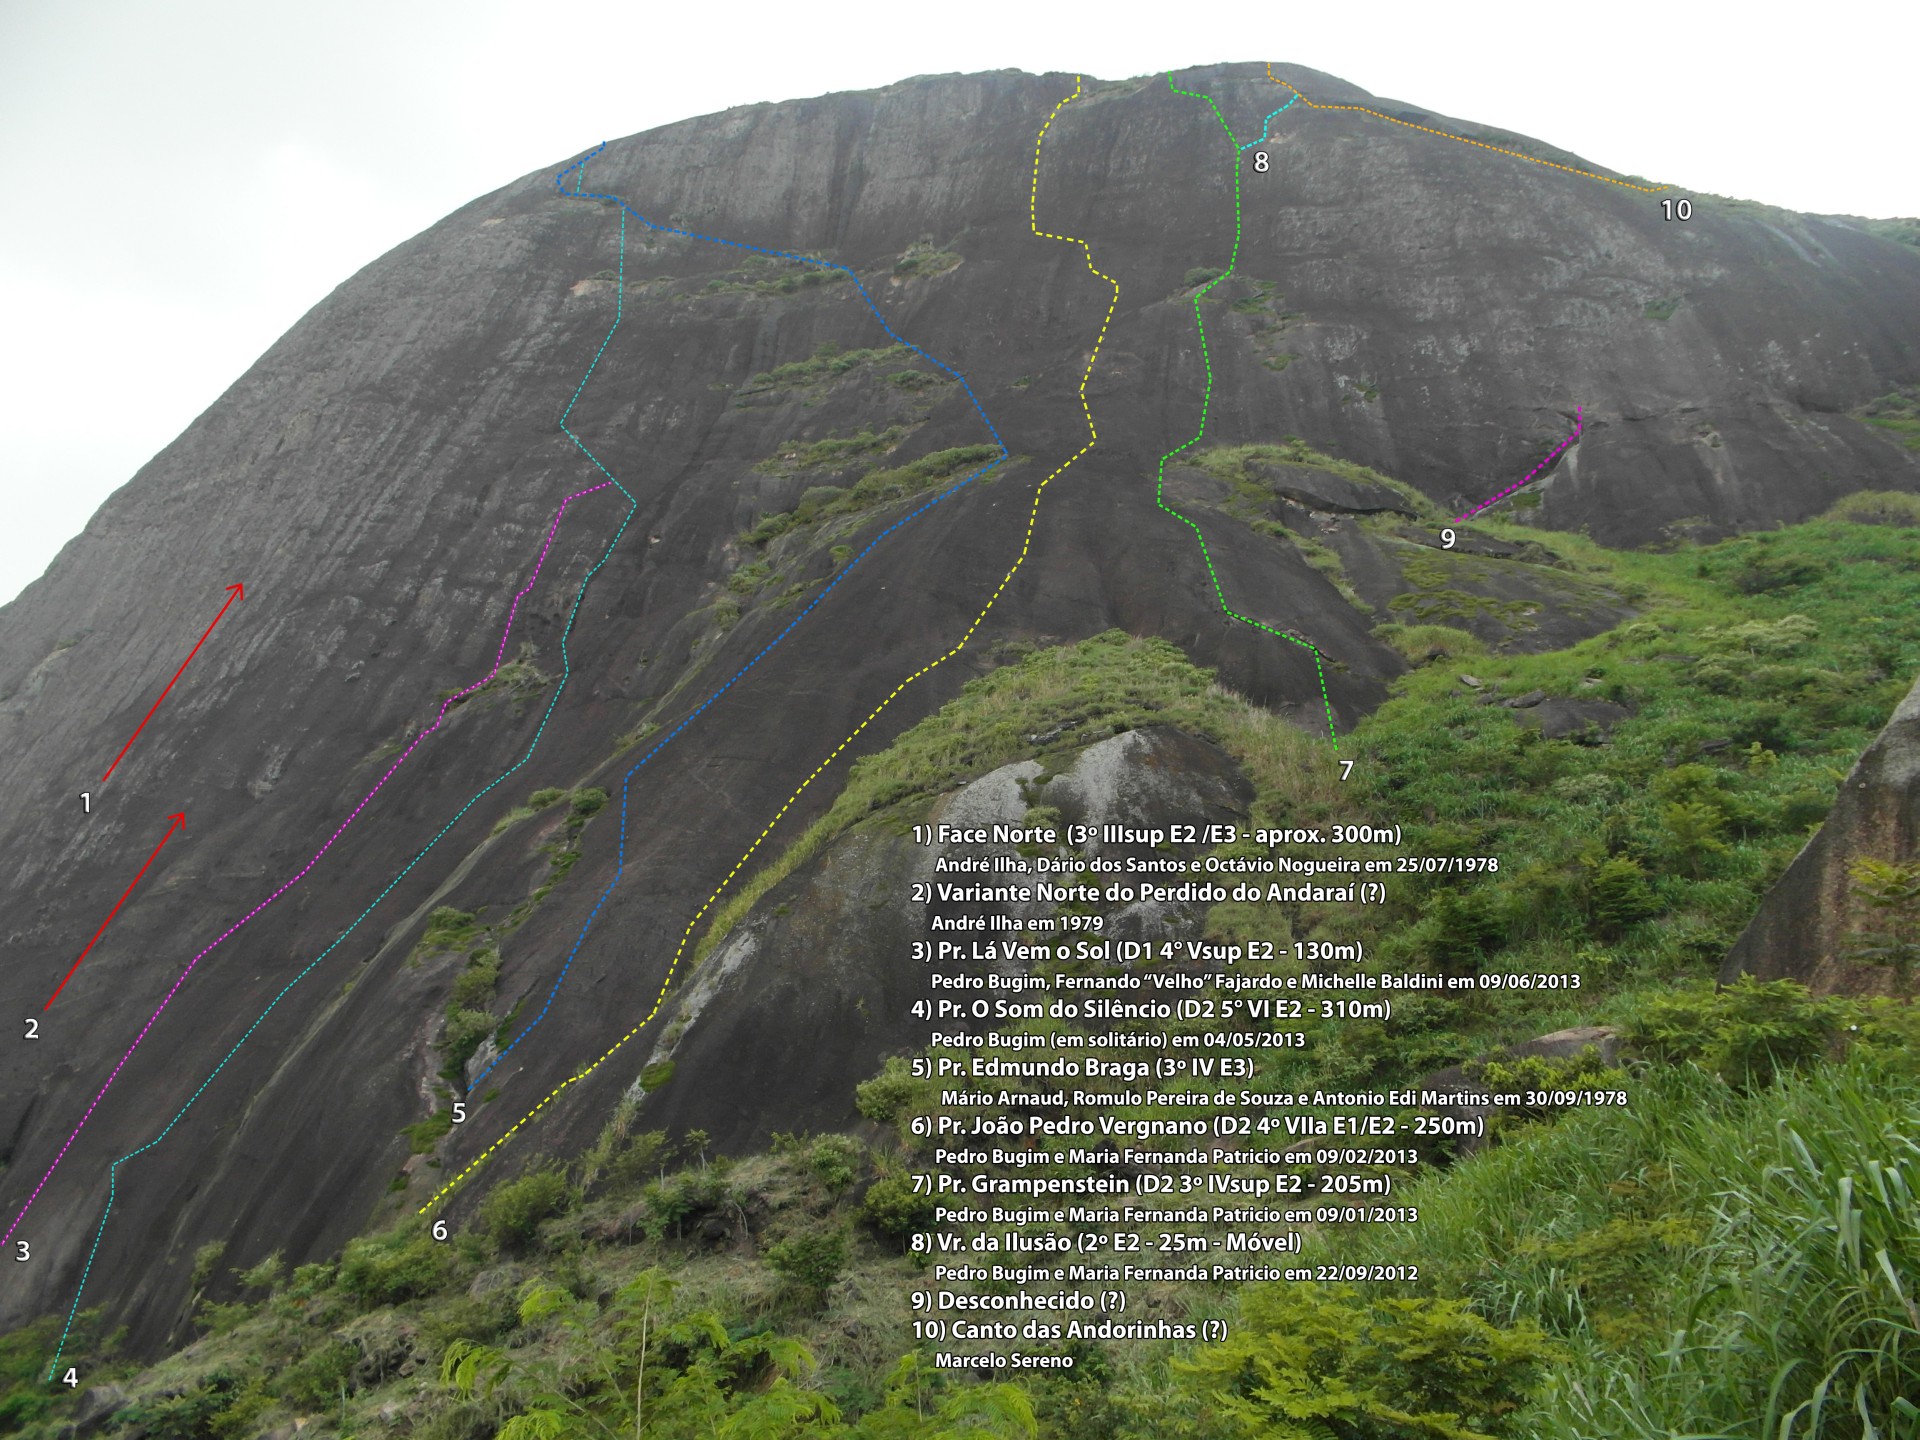 8
10
9
7
1
2
5
6
3
4
1) Face Norte (3º IIIsup E2 /E3 - aprox. 300m)
André Ilha, Dário dos Santos e Octávio Nogueira em 25/07/1978
2) Variante Norte do Perdido do Andaraí (?)
André Ilha em 1979
3) Pr. Lá Vem o Sol (D1 4° Vsup E2 - 130m)
Pedro Bugim, Fernando “Velho” Fajardo e Michelle Baldini em 09/06/2013
4) Pr. O Som do Silêncio (D2 5° VI E2 - 310m)
Pedro Bugim (em solitário) em 04/05/2013
5) Pr. Edmundo Braga (3º IV E3)
Mário Arnaud, Romulo Pereira de Souza e Antonio Edi Martins em 30/09/1978
6) Pr. João Pedro Vergnano (D2 4º VIIa E1/E2 - 250m)
Pedro Bugim e Maria Fernanda Patricio em 09/02/2013
7) Pr. Grampenstein (D2 3º IVsup E2 - 205m)
Pedro Bugim e Maria Fernanda Patricio em 09/01/2013
8) Vr. da Ilusão (2º E2 - 25m - Móvel)
Pedro Bugim e Maria Fernanda Patricio em 22/09/2012
9) Desconhecido (?)
10) Canto das Andorinhas (?)
Marcelo Sereno